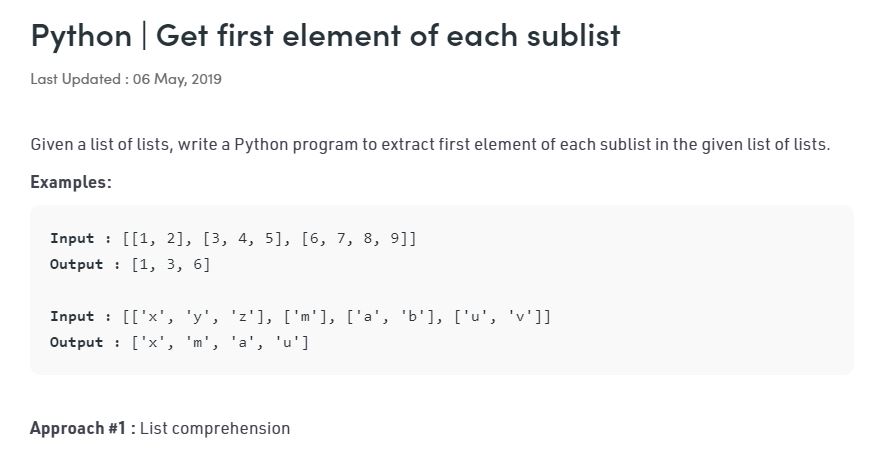 Python | Get first element of each sublist
Last Updated : 06 May, 2019
Given a list of lists, write a Python program to extract first element of each sublist in the given list of lists.
Examples:
Input : [[1, 2], [3, 4, 5], [6, 7, 8, 9]]
Output : [1, 3, 6]
Input : [['x', 'y', 'z'], ['m'], ['a', 'b'], ['u', 'v']]
Output : ['x', 'm', 'a', 'u']
Approach #1 : List comprehension